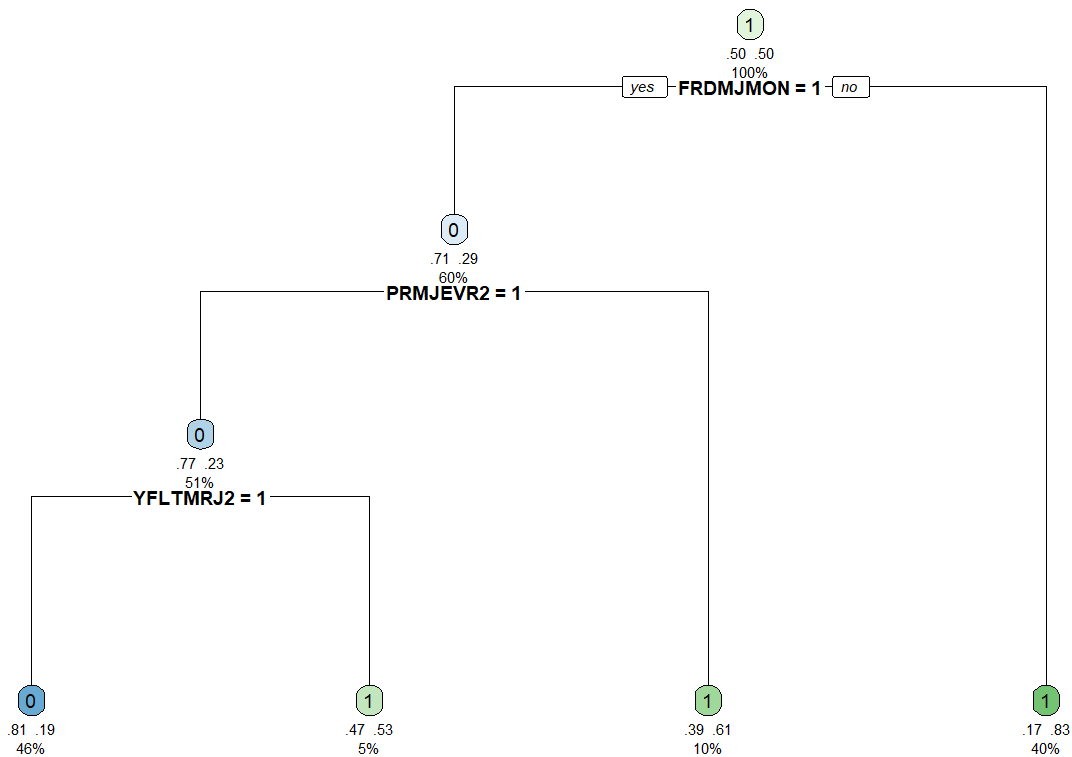 1
.50 .50
100%
yes FRDMJMON = 1 no
0
.71 .29
60%
PRMJEVR2 = 1
0
.77 .23
51%
YFLTMRJ2 = 1
0 1 1 1
.81 .19 .47 .53 .39 .61 .17 .83
46% 5% 10% 40%